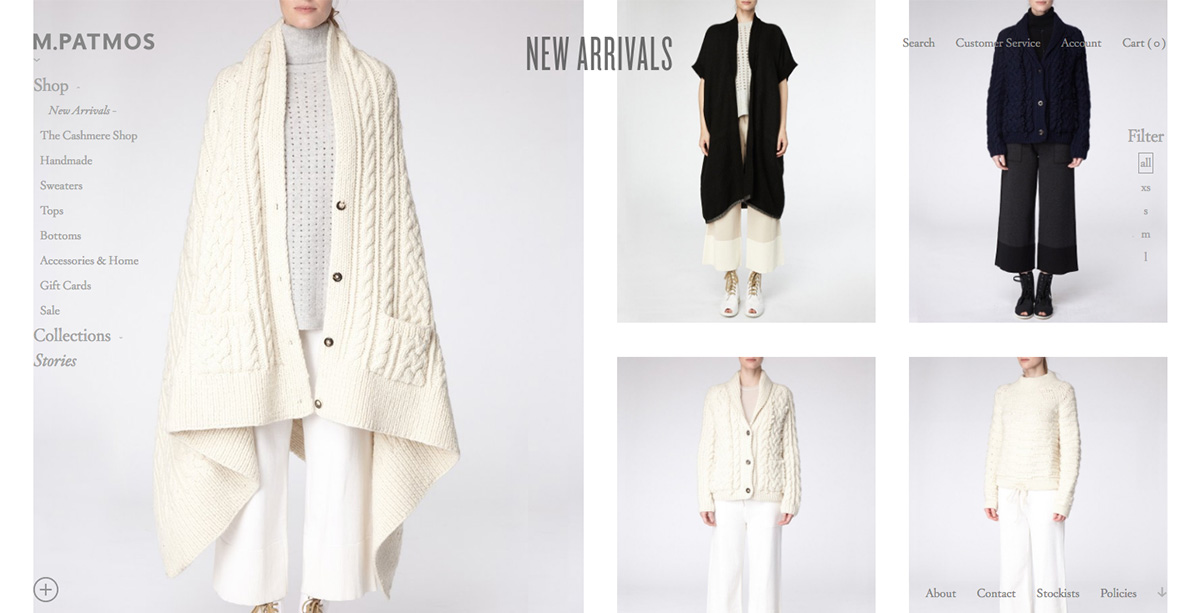 M.PATMOS
Shop -
New Arrivals -
The Cashmere Shop
Handmade
Sweaters
Tops
Bottoms
Accessories & Home
Gift Cards
Sale
Collections -
Stories
NEW ARRIVALS
Search Customer Service Account Cart ( 0 )
Filter
all
xs
s
m
l
About Contact Stockists Policies